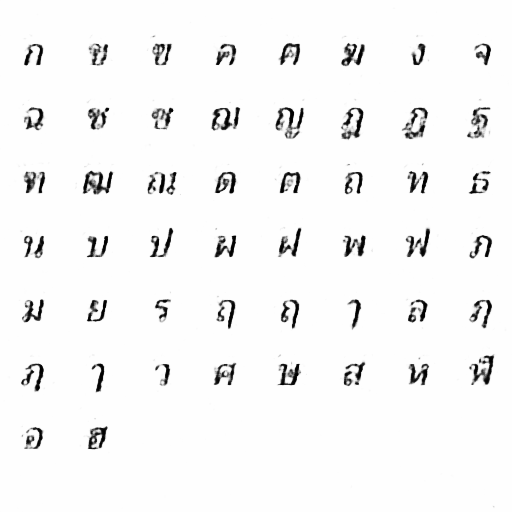 ก ข ฃ ค ฅ ฆ ง จ
ฉ ซ ช ฌ ญ ฎ ฏ ฐ
ฑ ฒ ณ ด ต ถ ท ธ
น บ ป ผ ฝ พ ฟ ภ
ม ย ร ฤ ฤ ๅ ล ฦ
ฦ ๅ ว ศ ษ ส ห ฬ
อ ฮ